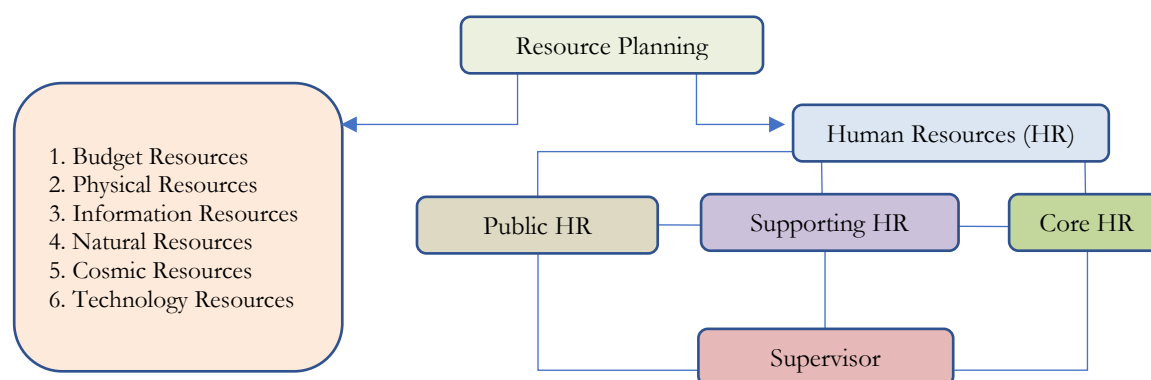 Resource Planning
1. Budget Resources
2. Physical Resources
3. Information Resources
4. Natural Resources
5. Cosmic Resources
6. Technology Resources
Human Resources (HR)
Public HR
Supporting HR
Core HR
Supervisor